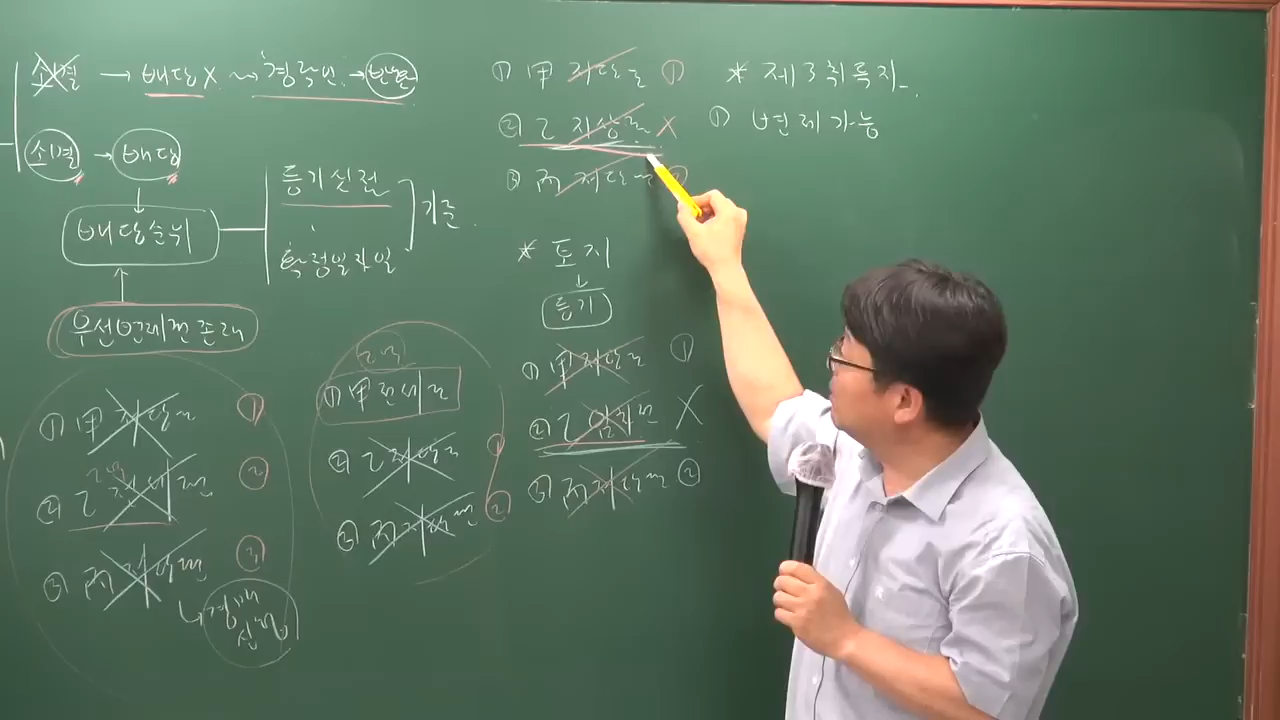 소멸 → 배당 X → 경락인 →
소멸 → 배당
배당순위
등기실전
확정일자일
기준
우선변제권 존재
① 甲 저당권 ①
② 乙 전세권 ②
③ 丙 저당권 ③
경매
① 甲 전세권
② 乙 저당권 ①
③ 丙 저당권 ②
① 甲 저당권 ①
② 乙 지상권 X
③ 丙 저당권 ②
* 토지
↓
등기
① 甲 저당권 ①
② 乙 임차권 X
③ 丙 저당권 ②
* 제3취득자
① 변제가능